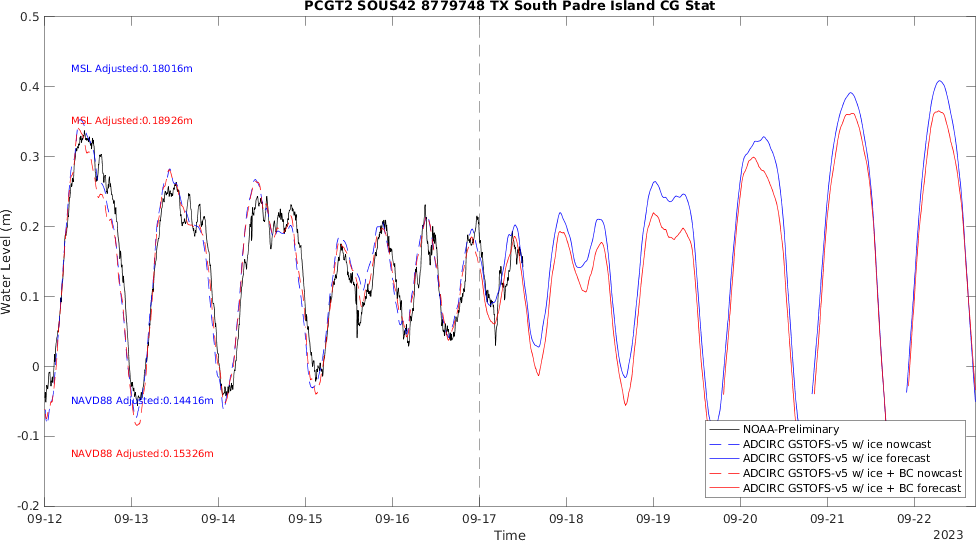 PCGT2 SOUS42 8779748 TX South Padre Island CG Stat
0.5
0.4
0.3
0.2
0.1
0
-0.1
-0.2
Water Level (m)
MSL Adjusted:0.18016m
MSL Adjusted:0.18926m
NAVD88 Adjusted:0.14416m
NAVD88 Adjusted:0.15326m
NOAA-Preliminary
ADCIRC GSTOFS-v5 w/ ice nowcast
ADCIRC GSTOFS-v5 w/ ice forecast
ADCIRC GSTOFS-v5 w/ ice + BC nowcast
ADCIRC GSTOFS-v5 w/ ice + BC forecast
09-12 09-13 09-14 09-15 09-16 09-17 09-18 09-19 09-20 09-21 09-22
Time
2023